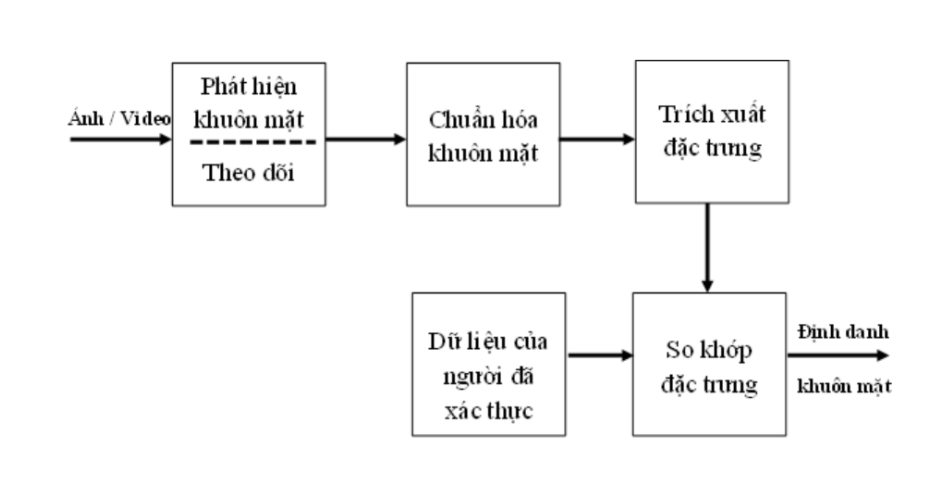 Ảnh / Video
Phát hiện
khuôn mặt
Theo dõi
Chuẩn hóa
khuôn mặt
Trích xuất
đặc trưng
Dữ liệu của
người đã
xác thực
So khớp
đặc trưng
Định danh
khuôn mặt